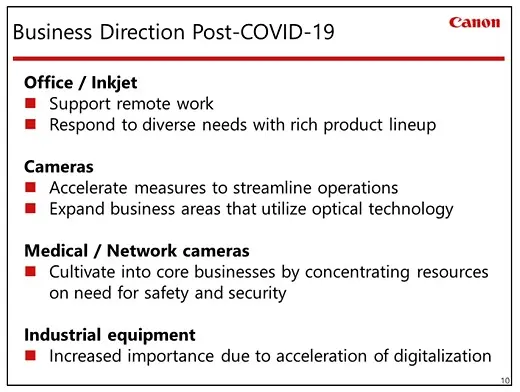 Business Direction Post-COVID-19
Canon
Office / Inkjet
Support remote work
Respond to diverse needs with rich product lineup
Cameras
Accelerate measures to streamline operations
Expand business areas that utilize optical technology
Medical / Network cameras
Cultivate into core businesses by concentrating resources
on need for safety and security
Industrial equipment
Increased importance due to acceleration of digitalization
10